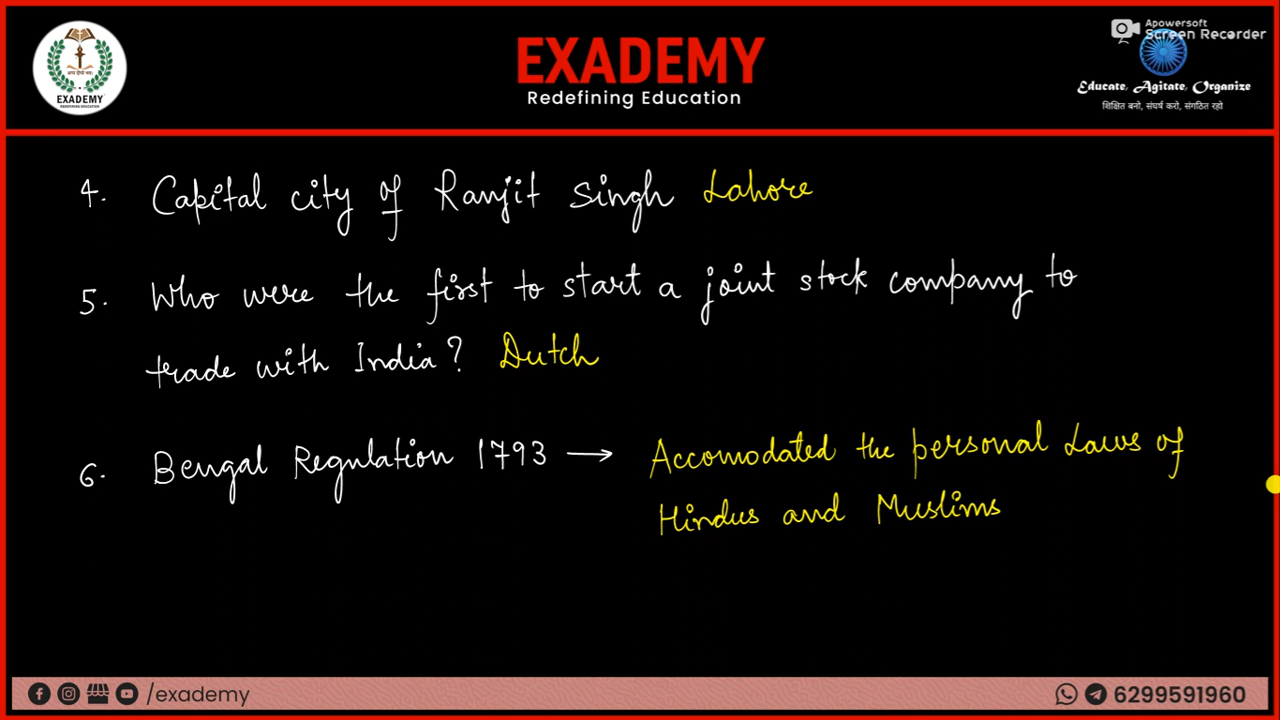 EXADEMY
Redefining Education
EXADEMY
REDEFINING EDUCATION
Apowersoft
Screen Recorder
Educate, Agitate, Organize
शिक्षित बनो, संघर्ष करो, संगठित रहो
4. Capital city of Ranjit Singh Lahore
5. Who were the first to start a joint stock company to
trade with India? Dutch
6. Bengal Regulation 1793 → Accomodated the personal Laws of
Hindus and Muslims
/exademy
6299591960